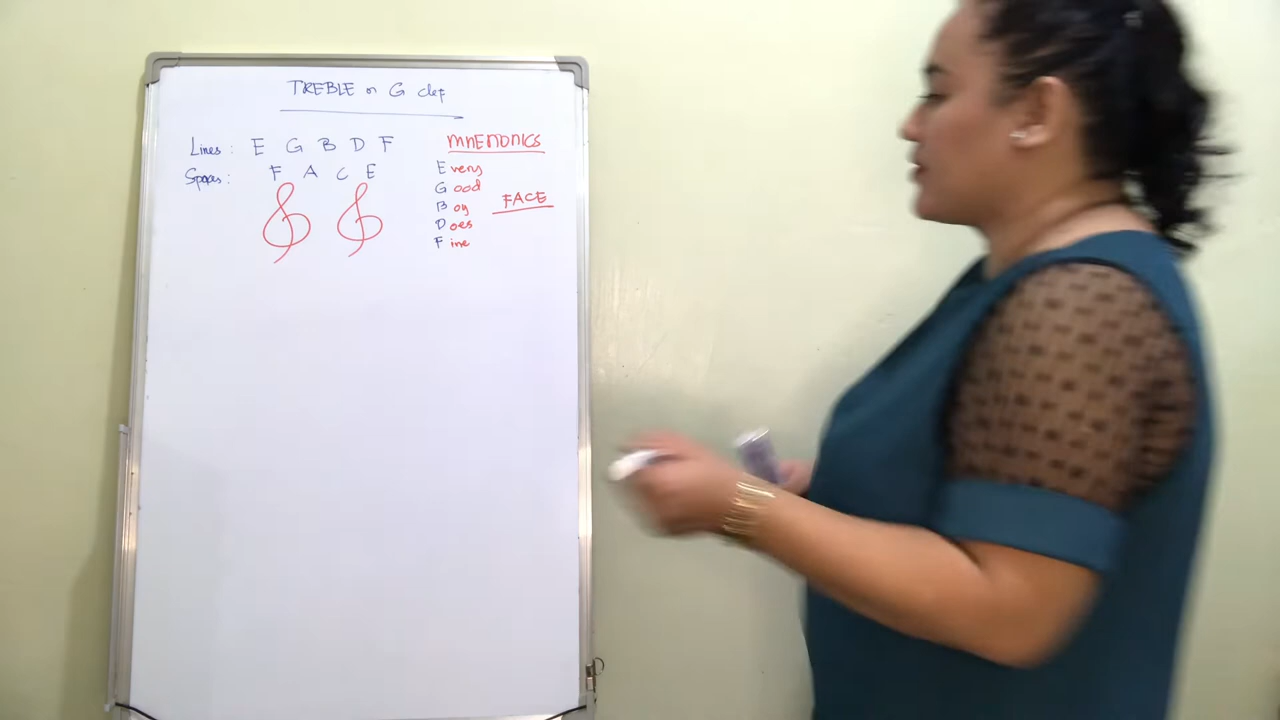 TREBLE or G clef
Lines : E G B D F
Spaces : F A C E
MNEMONICS
Every
Good
Boy
Does
Fine
FACE